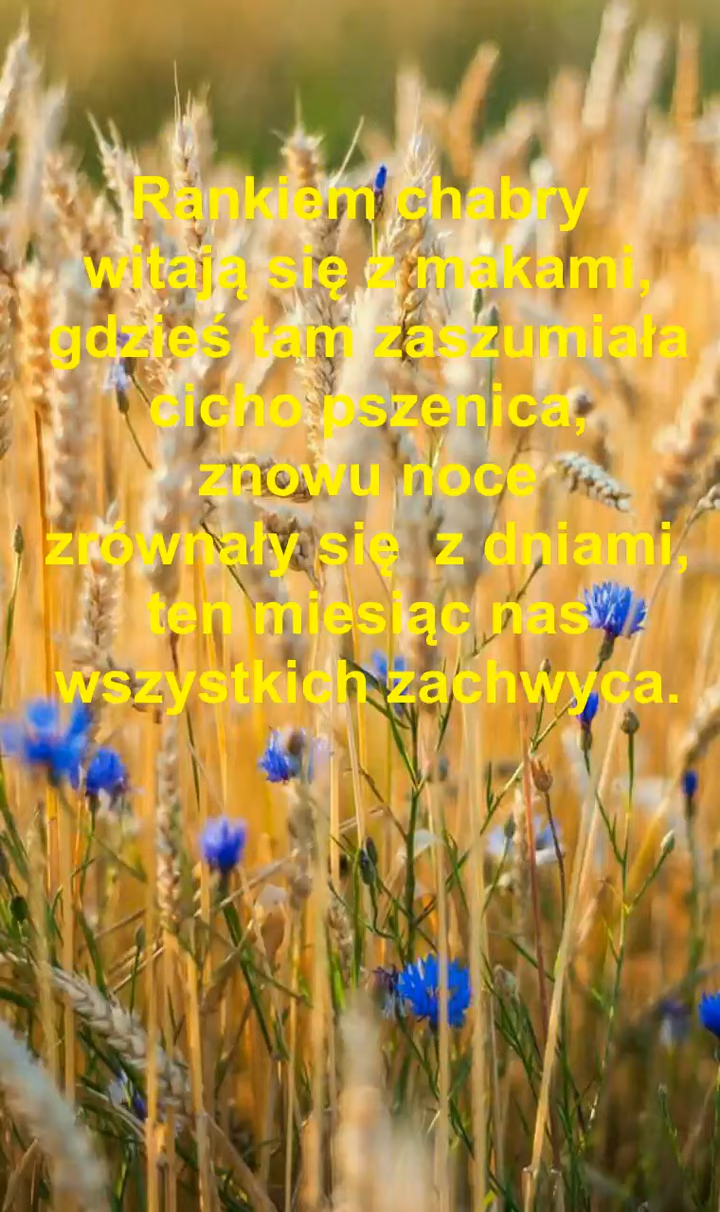 Rankiem chabry
witają się z makami,
gdzieś tam zaszumiała
cicho pszenica,
znowu noce
zrównały się  z dniami,
ten miesiąc nas
wszystkich zachwyca.